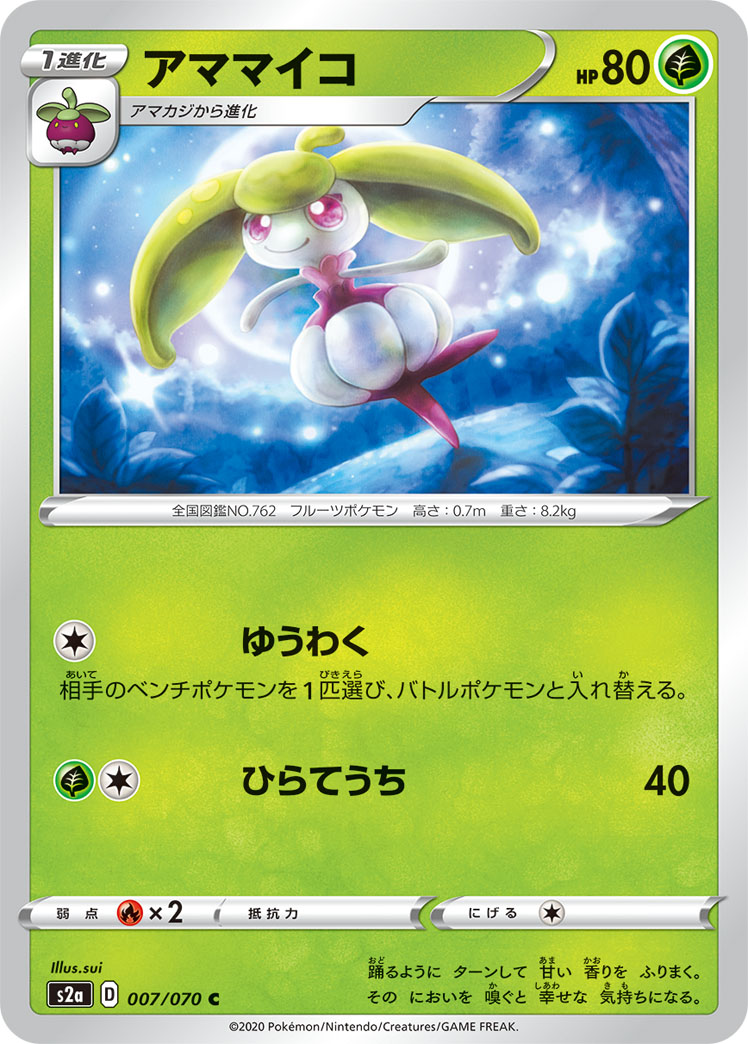 1進化 アママイコ HP80
アマカジから進化
全国図鑑NO.762 フルーツポケモン 高さ:0.7m 重さ:8.2kg
ゆうわく
相手のベンチポケモンを1匹選び、バトルポケモンと入れ替える。
ひらてうち 40
弱点 ×2 抵抗力 にげる
Illus.sui
踊るように ターンして 甘い 香りを ふりまく。
その においを 嗅ぐと 幸せな 気持ちになる。
s2a D 007/070 C
©2020 Pokémon/Nintendo/Creatures/GAME FREAK.